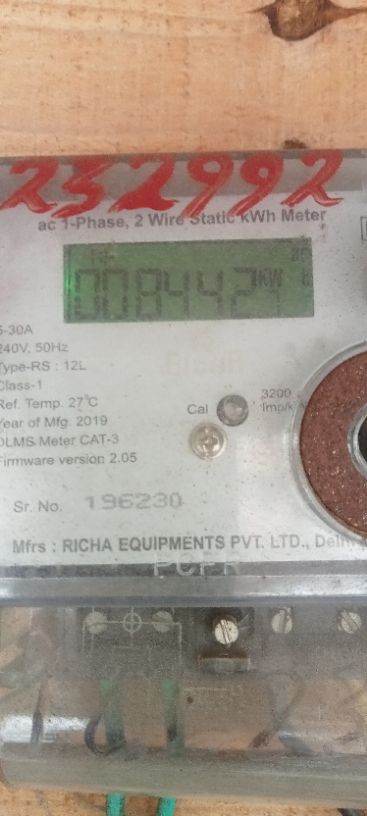 252992
ac 1-Phase, 2 Wire Static kWh Meter
008442 KW h
5-30A
240V, 50Hz
Type-RS : 12L
Class-1
Ref. Temp. 27°C
Cal
3200
Imp/k
Year of Mfg. 2019
DLMS Meter CAT-3
Firmware version 2.05
Sr. No. 196230
Mfrs : RICHA EQUIPMENTS PVT. LTD., Delhi